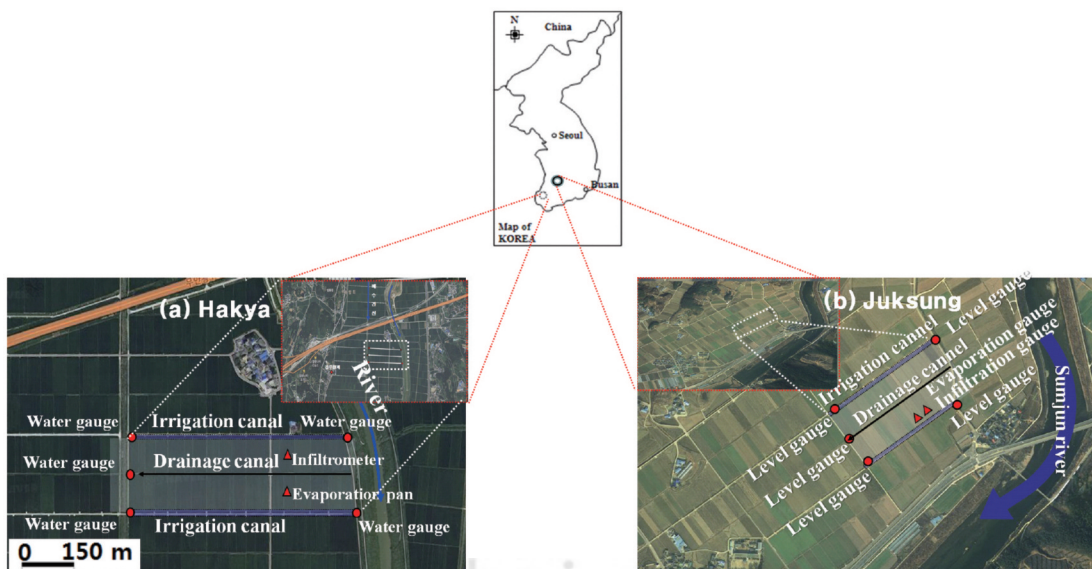 N
China
Seoul
Busan
Map of
KOREA
(a) Hakya
River
Water gauge
Irrigation canal
Water gauge
Water gauge
Drainage canal
Infiltrometer
Evaporation pan
Water gauge
Irrigation canal
Water gauge
0 150 m
(b) Juksung
Level gauge
Irrigation cannel
Evaporation gauge
Drainage cannel
Infiltration gange
Level gauge
Level gauge
Level gauge
Level gauge
Sumjun river